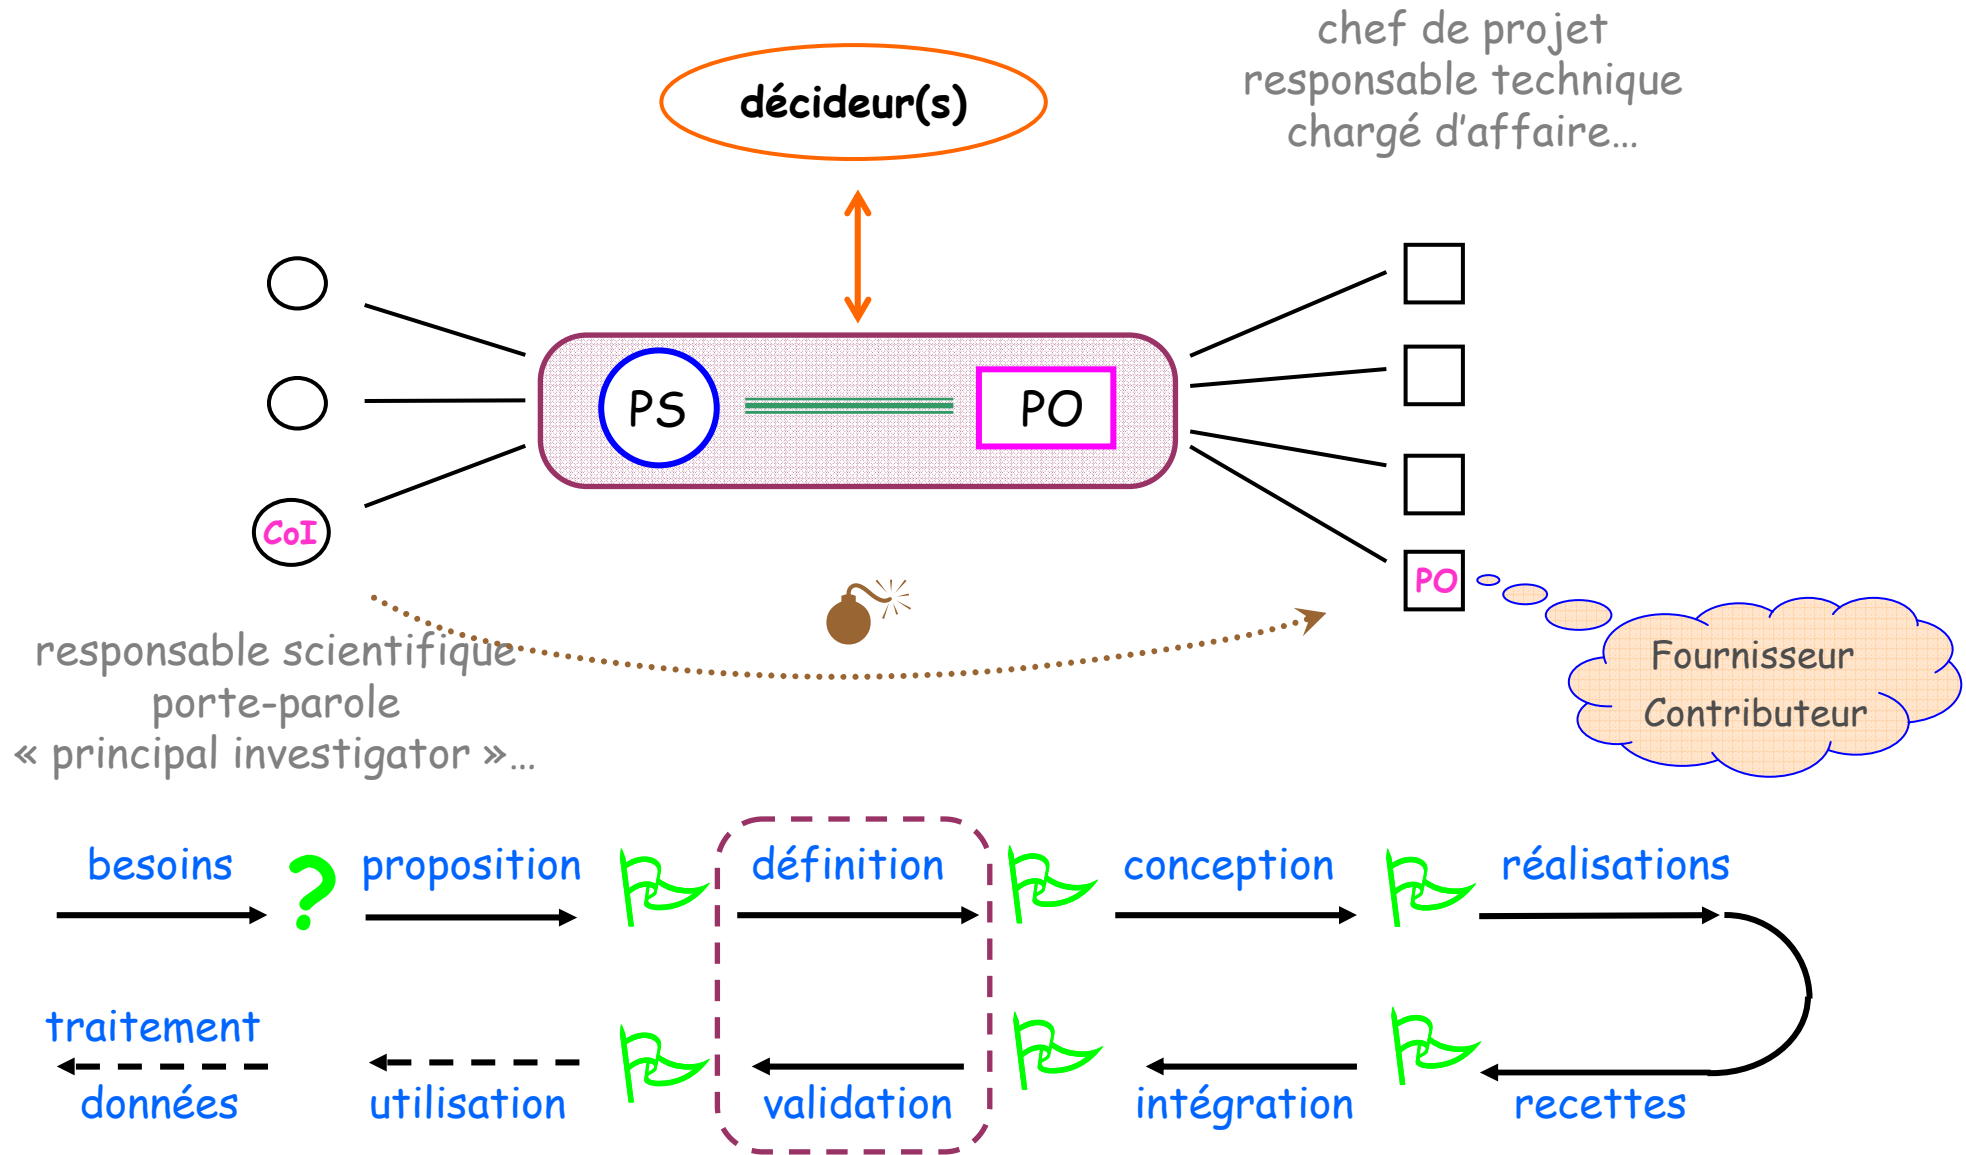 chef de projet
responsable technique
chargé d'affaire…
décideur(s)
PS
PO
CoI
PO
responsable scientifique
porte-parole
« principal investigator »…
Fournisseur
Contributeur
besoins
?
proposition
définition
conception
réalisations
traitement
données
utilisation
validation
intégration
recettes